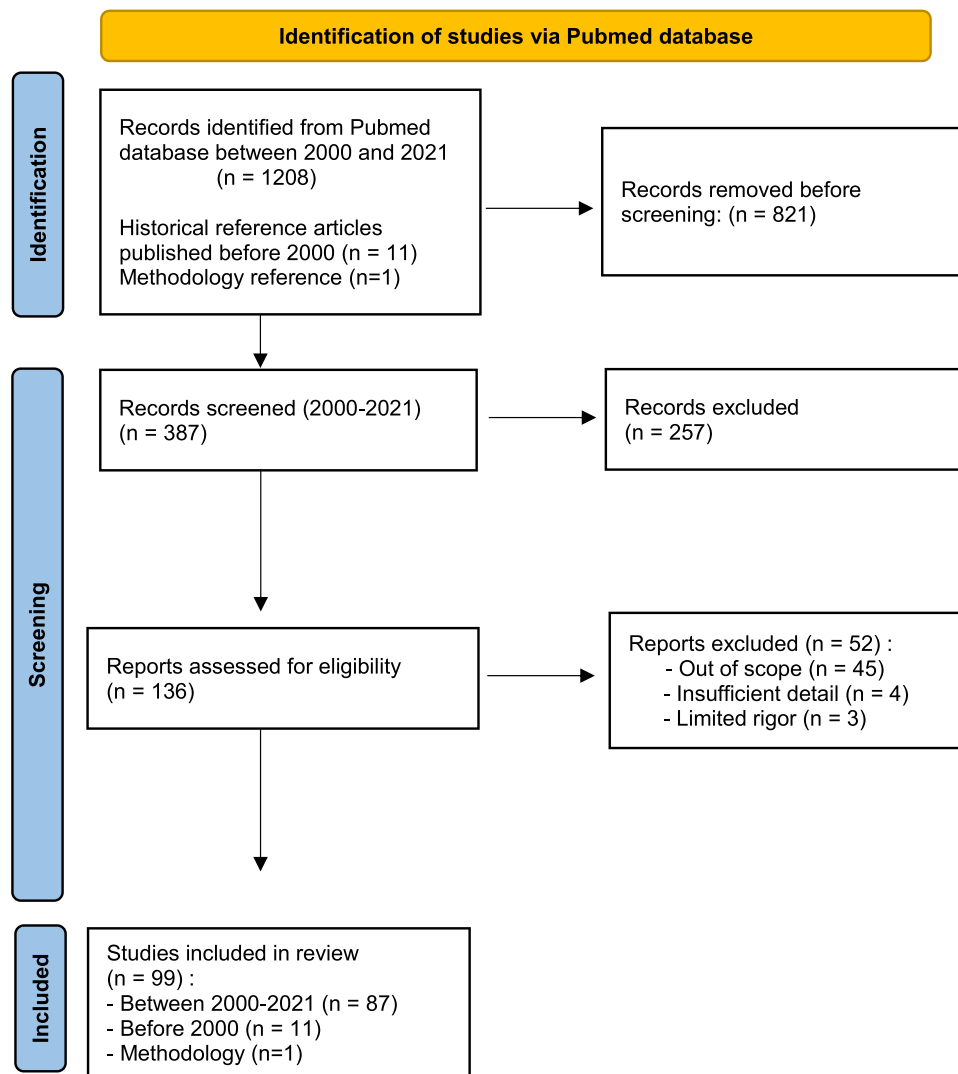 Identification of studies via Pubmed database
Identification
Records identified from Pubmed
database between 2000 and 2021
(n = 1208)
Historical reference articles
published before 2000 (n = 11)
Methodology reference (n=1)
Records removed before
screening: (n = 821)
Screening
Records screened (2000-2021)
(n = 387)
Records excluded
(n = 257)
Reports assessed for eligibility
(n = 136)
Reports excluded (n = 52) :
- Out of scope (n = 45)
- Insufficient detail (n = 4)
- Limited rigor (n = 3)
Included
Studies included in review
(n = 99) :
- Between 2000-2021 (n = 87)
- Before 2000 (n = 11)
- Methodology (n=1)